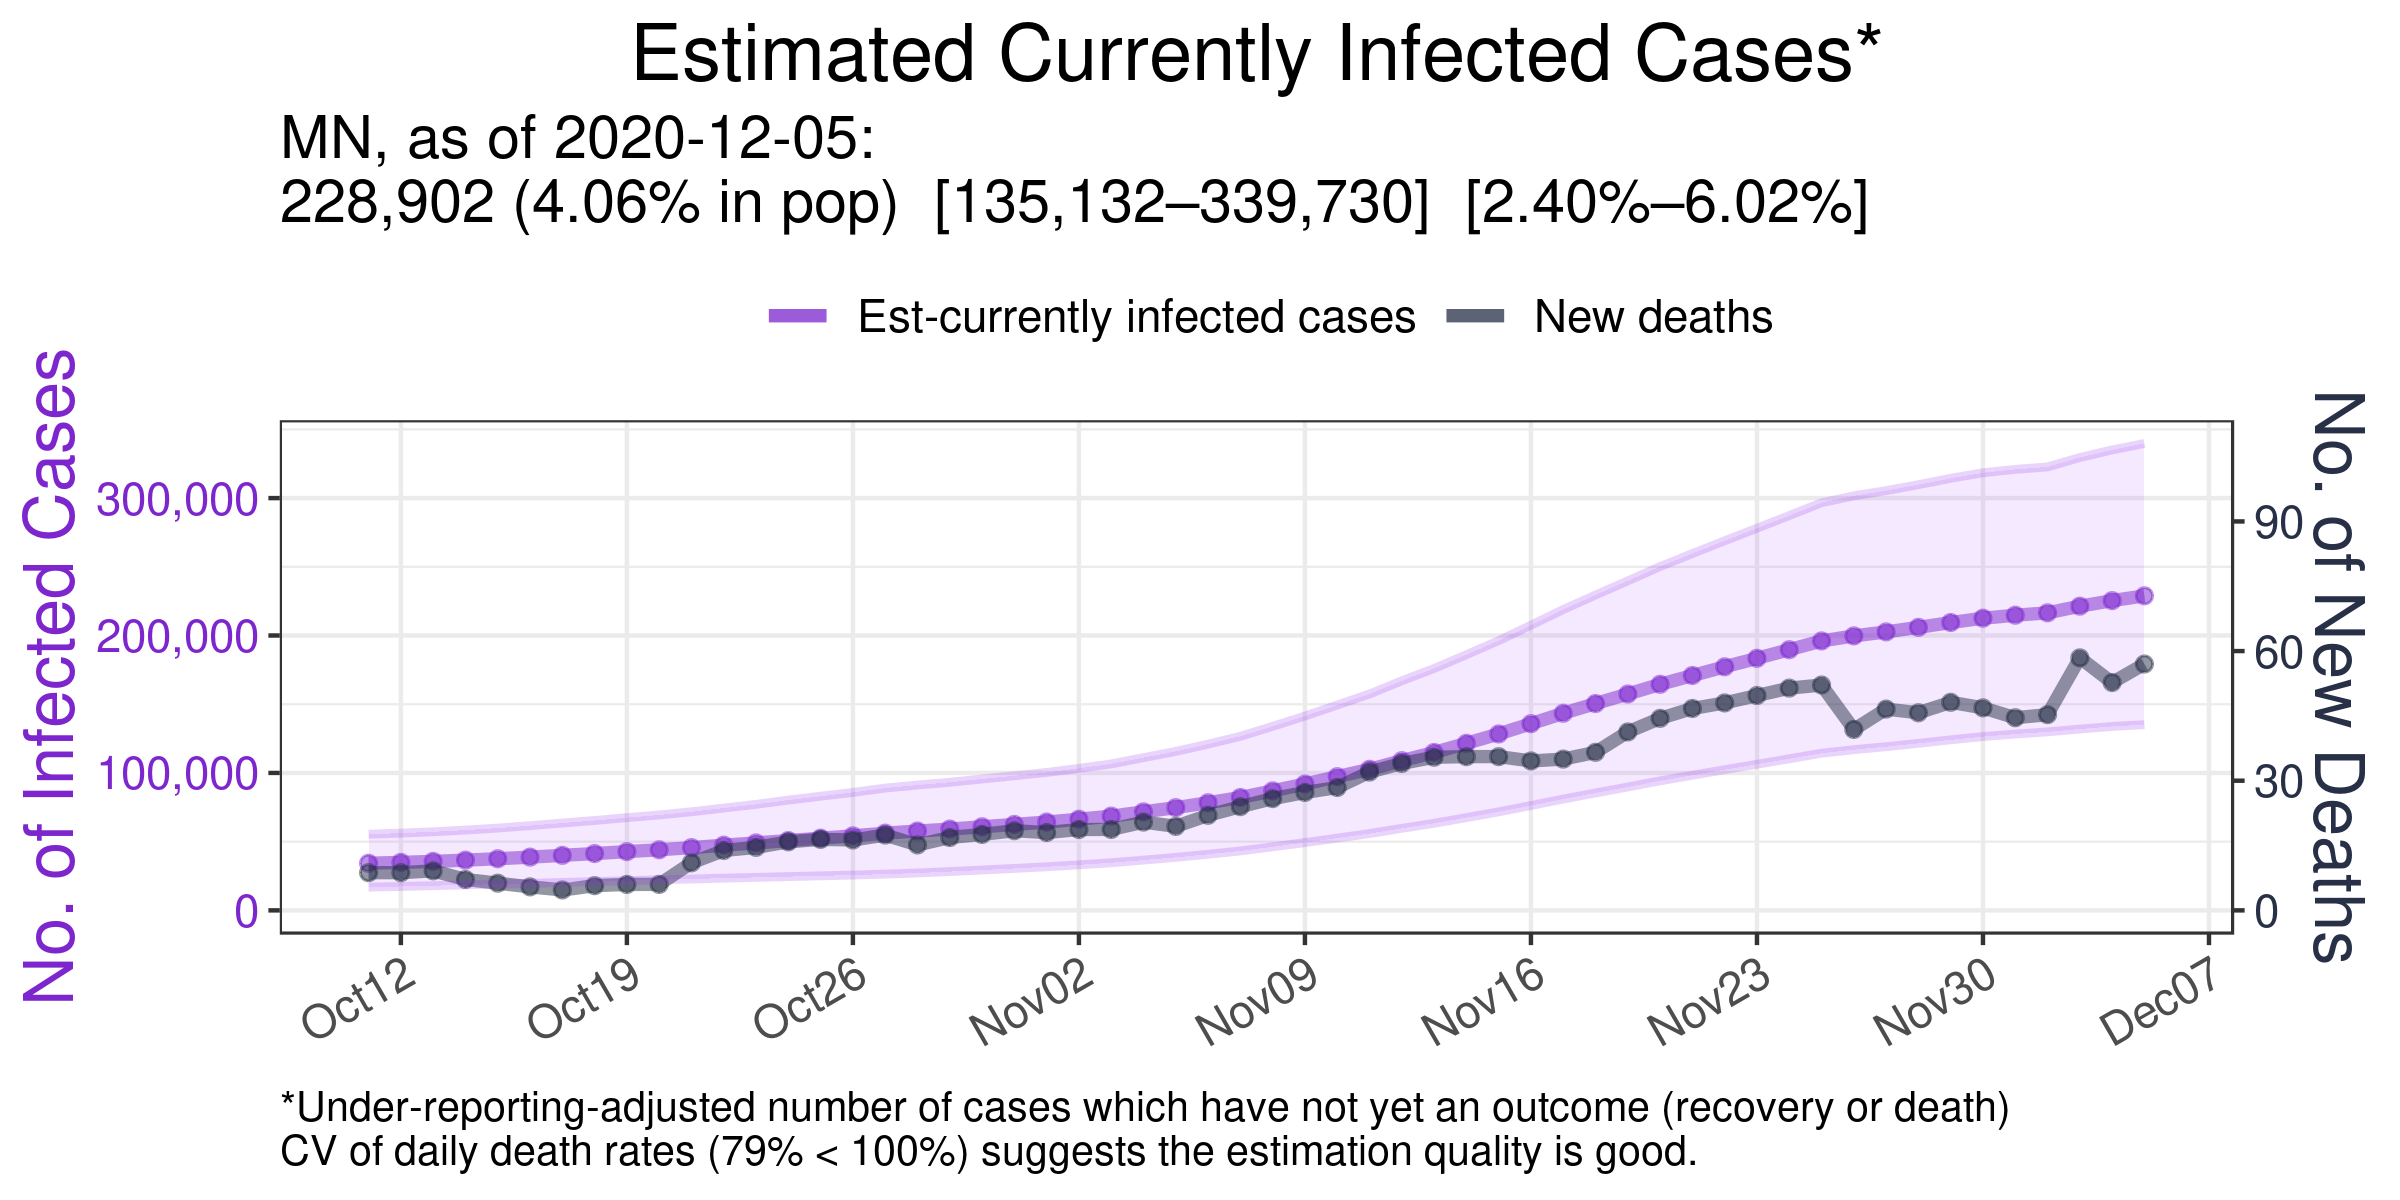 Estimated Currently Infected Cases*
MN, as of 2020-12-05:
228,902 (4.06% in pop) [135,132–339,730] [2.40%–6.02%]
Est-currently infected cases
New deaths
No. of Infected Cases
300,000
200,000
100,000
0
No. of New Deaths
90
60
30
0
Oct12
Oct19
Oct26
Nov02
Nov09
Nov16
Nov23
Nov30
Dec07
*Under-reporting-adjusted number of cases which have not yet an outcome (recovery or death)
CV of daily death rates (79% < 100%) suggests the estimation quality is good.